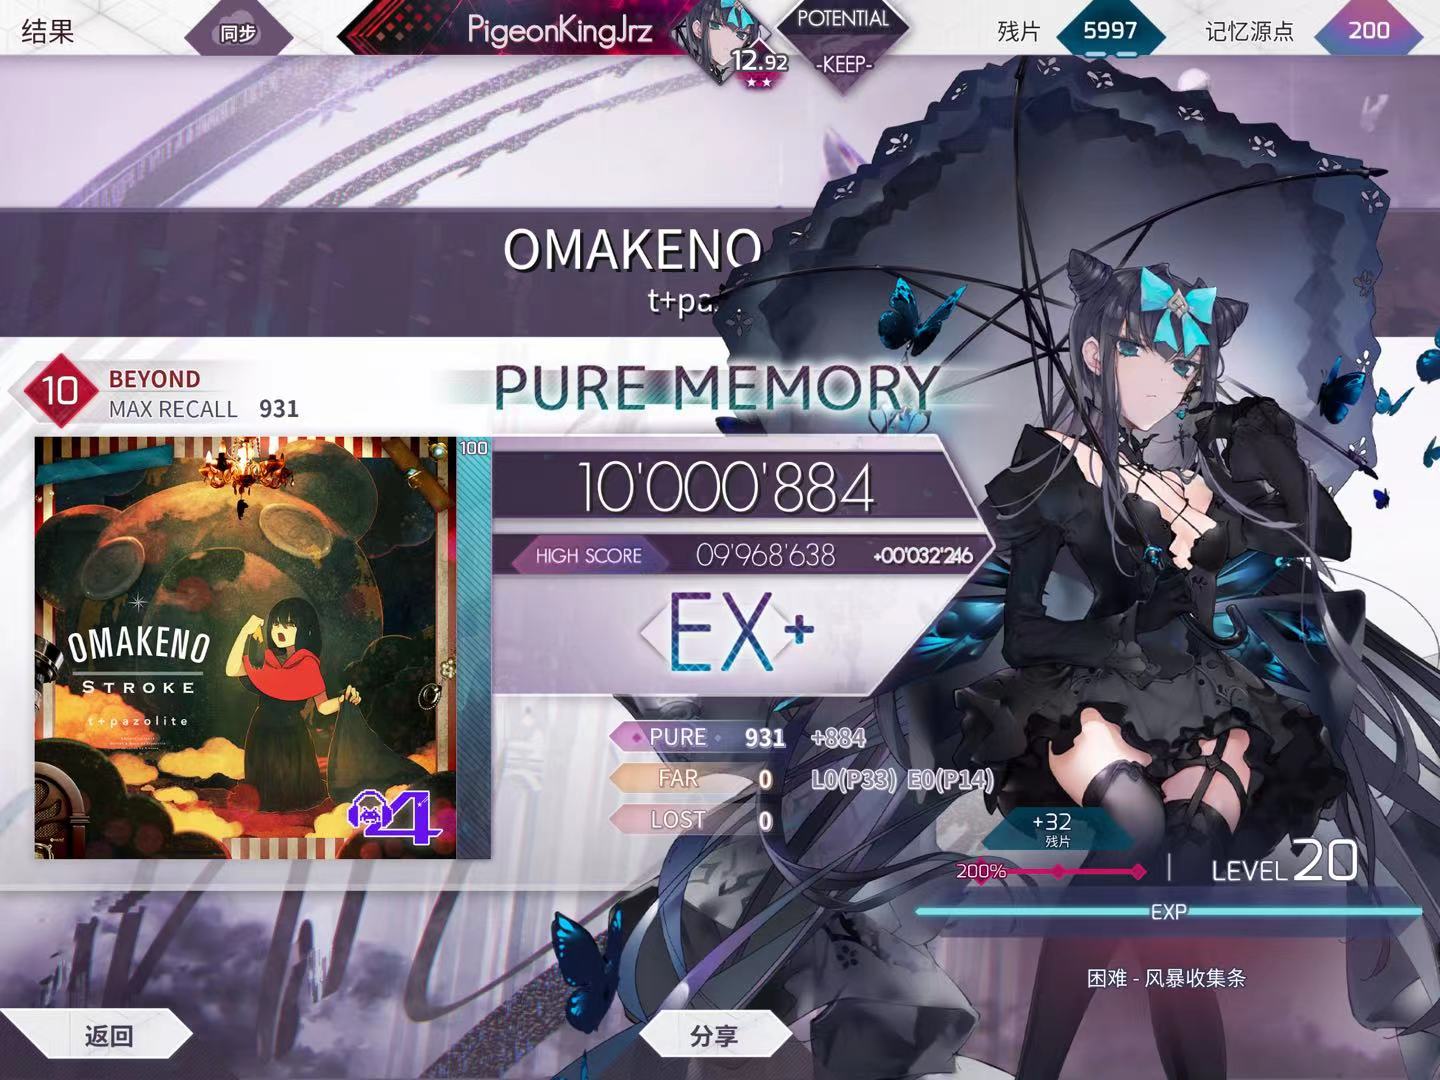 结果
同步
PigeonKingJrz
12.92
POTENTIAL
-KEEP-
残片
5997
记忆源点
200
OMAKENO
t+pa
10
BEYOND
MAX RECALL 931
PURE MEMORY
100
10'000'884
HIGH SCORE 09'968'638 +00'032'246
EX+
OMAKENO
STROKE
t+pazolite
4
PURE 931 +884
FAR 0 L0(P33) E0(P14)
LOST 0
+32
残片
200%
LEVEL 20
EXP
困难 - 风暴收集条
返回
分享